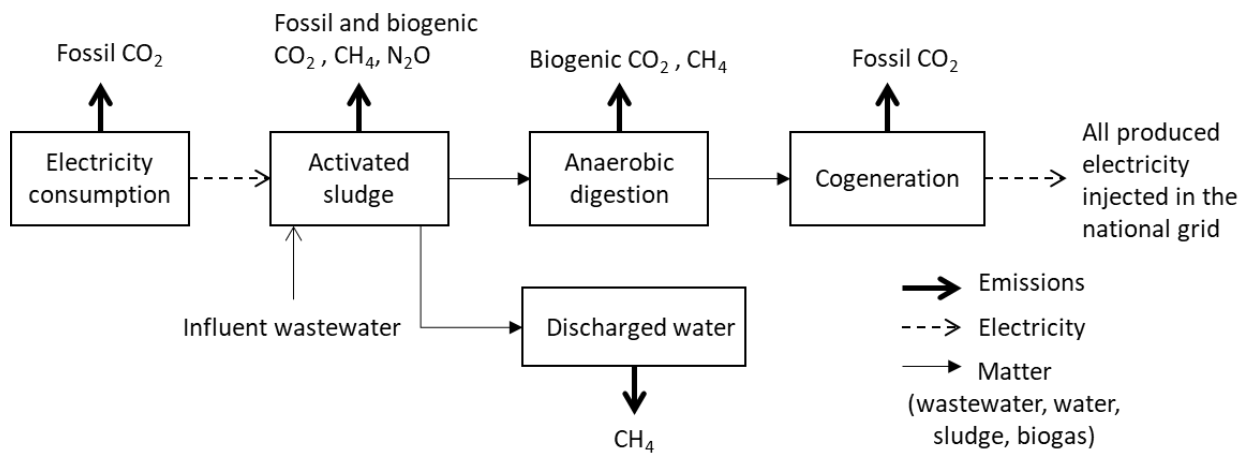 Fossil CO₂
Fossil and biogenic
CO₂ , CH₄, N₂O
Biogenic CO₂ , CH₄
Fossil CO₂
Electricity
consumption
Activated
sludge
Anaerobic
digestion
Cogeneration
All produced
electricity
injected in the
national grid
Influent wastewater
Discharged water
CH₄
Emissions
Electricity
Matter
(wastewater, water,
sludge, biogas)